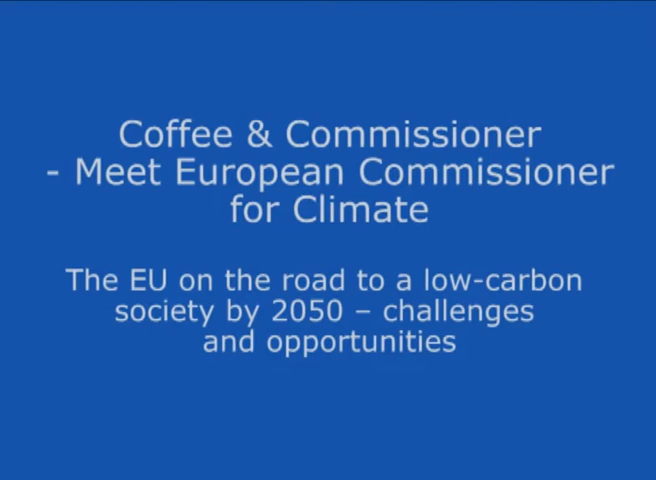 Coffee & Commissioner
- Meet European Commissioner
for Climate
The EU on the road to a low-carbon
society by 2050 – challenges
and opportunities